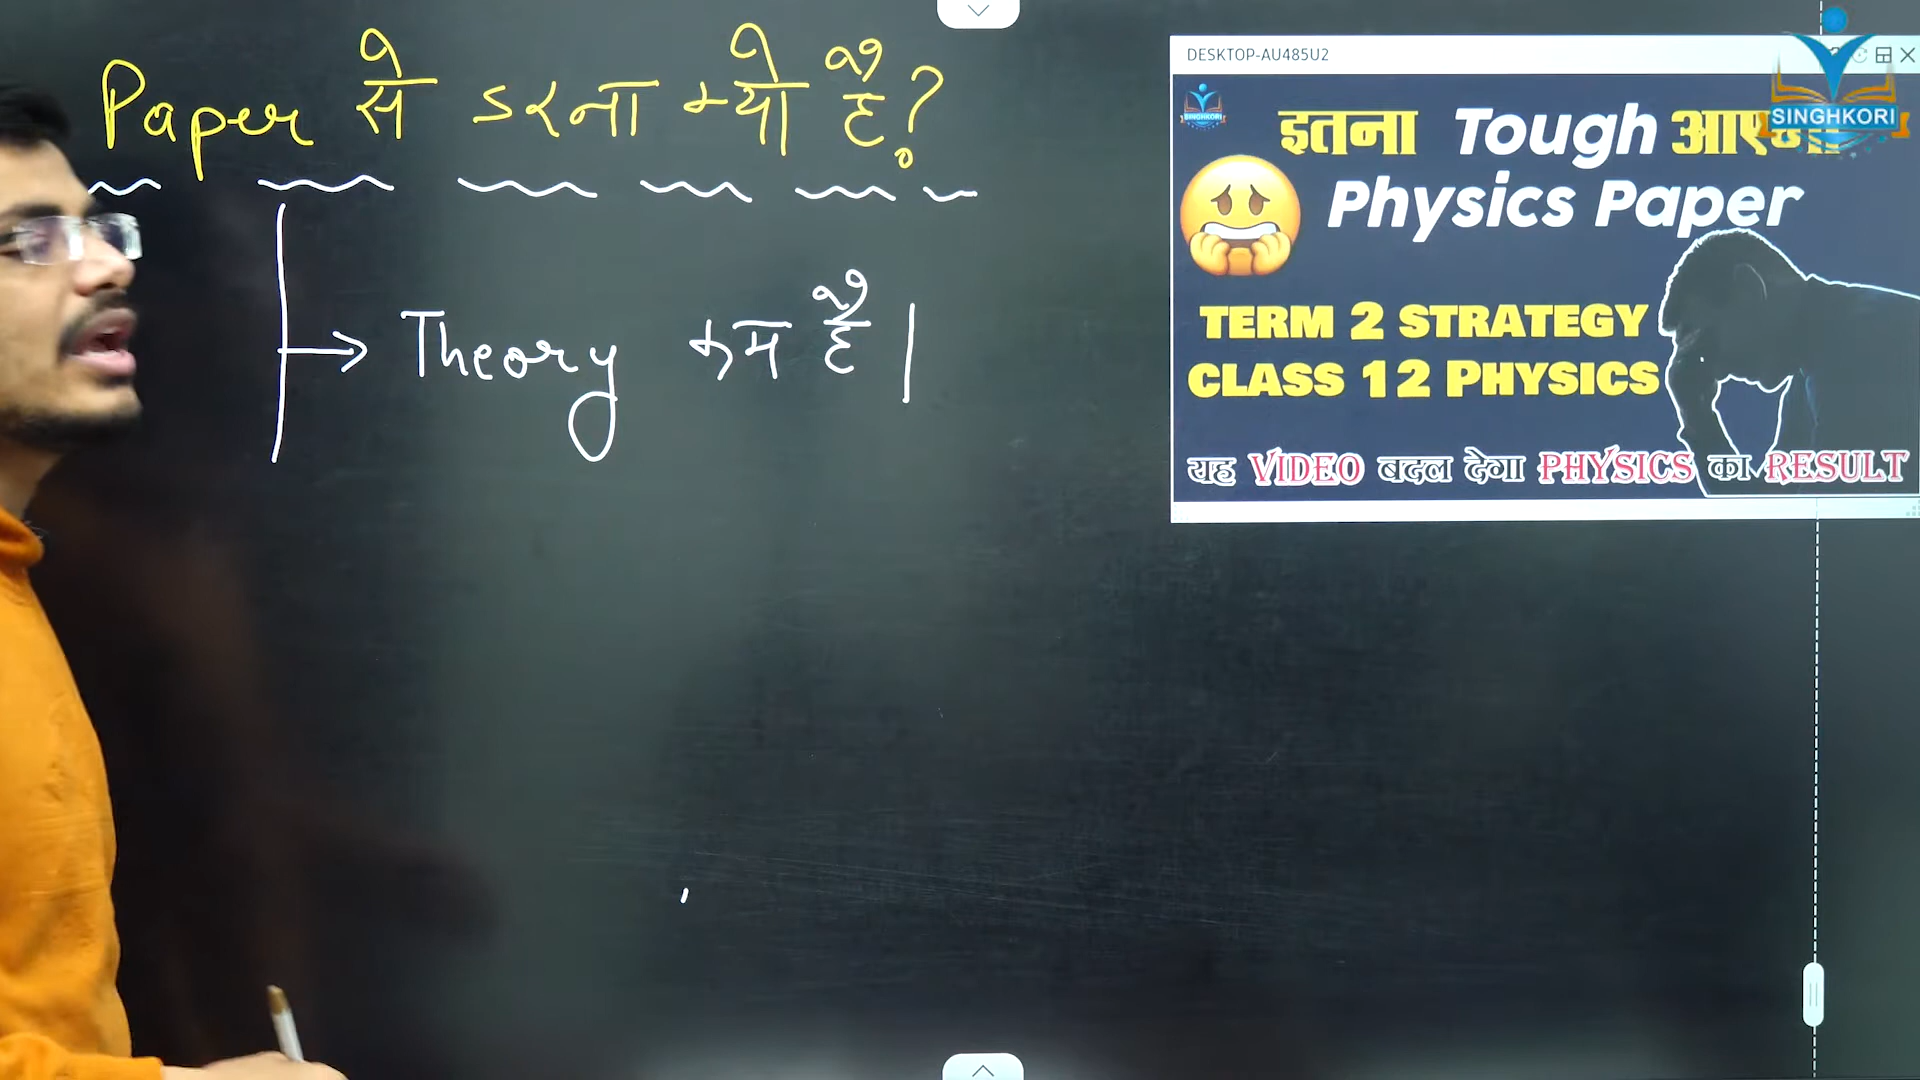 Paper से डरना क्यो है?
Theory कम है |
DESKTOP-AU485U2
SINGHKORI
SINGHKORI
इतना Tough
Physics Paper
TERM 2 STRATEGY
CLASS 12 PHYSICS
यह VIDEO बदल देगा PHYSICS का RESULT